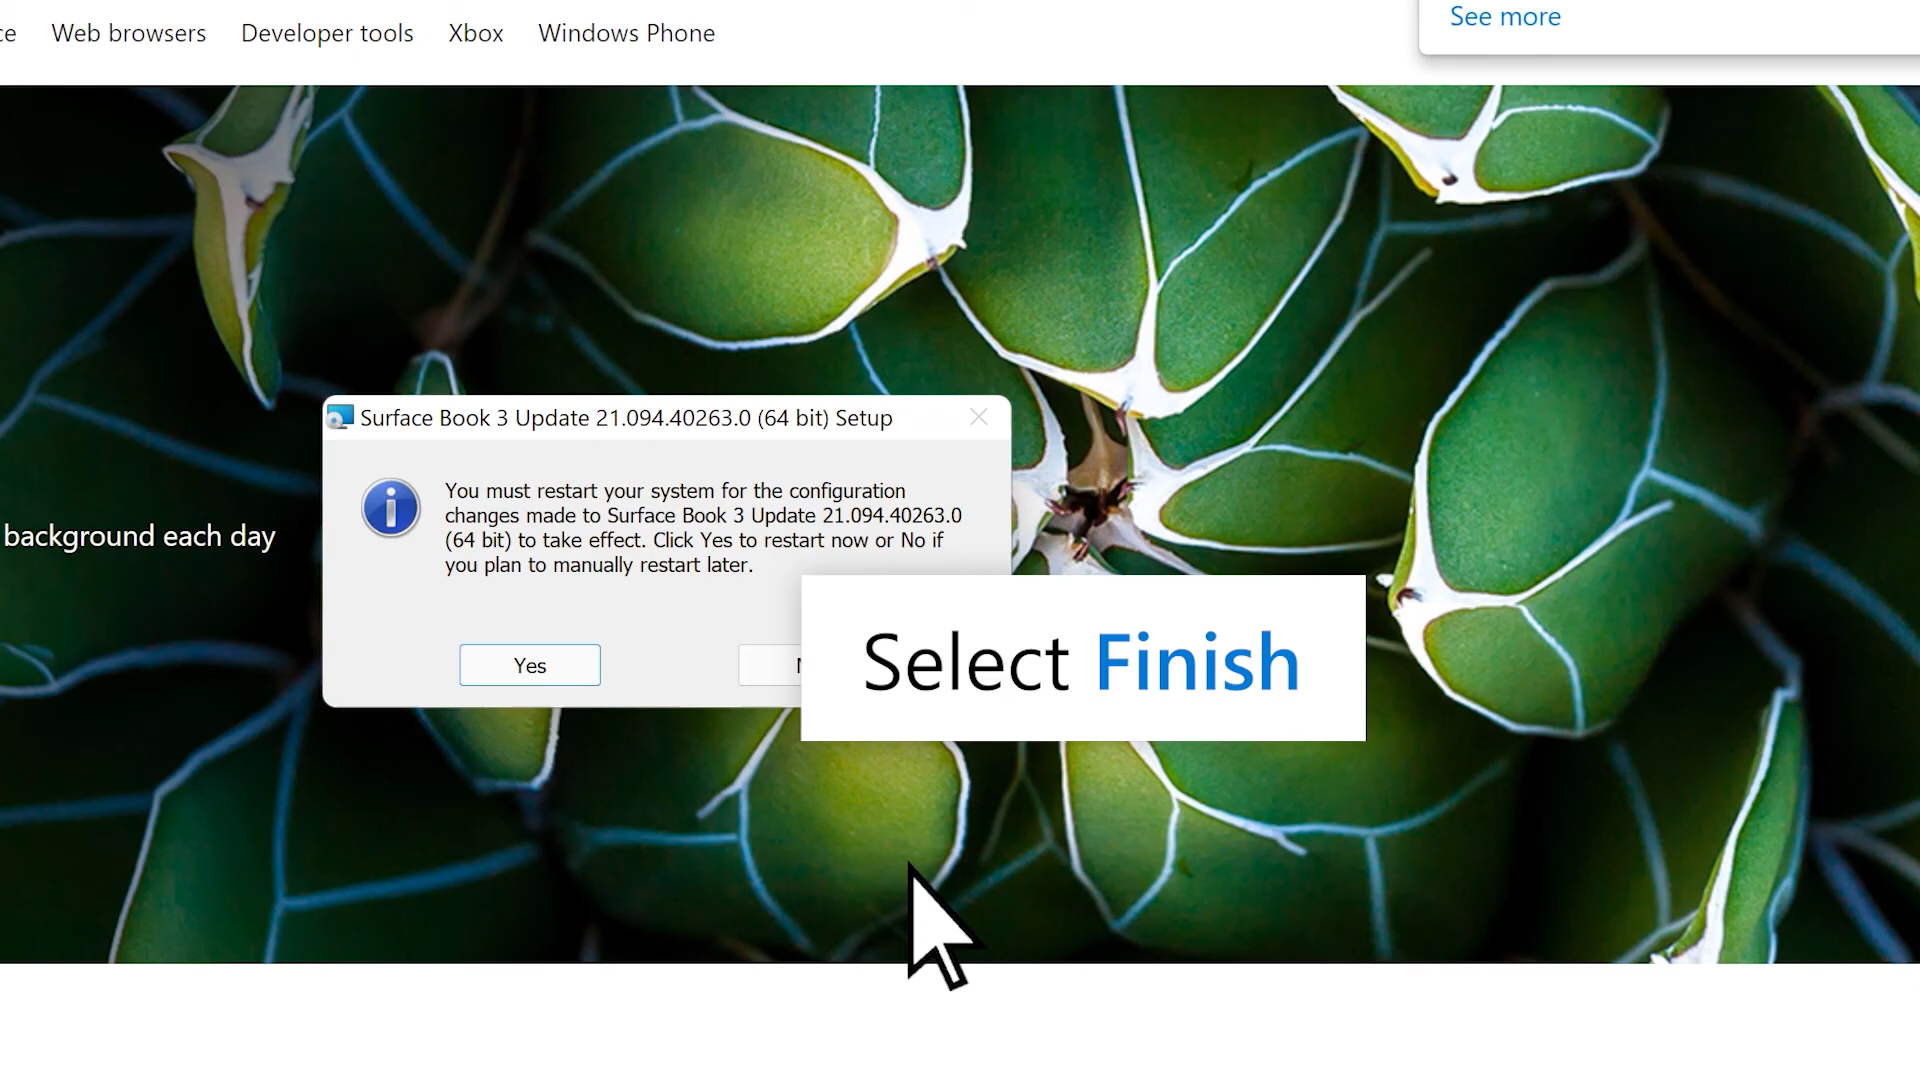 See more
Web browsers Developer tools Xbox Windows Phone
Surface Book 3 Update 21.094.40263.0 (64 bit) Setup
You must restart your system for the configuration
changes made to Surface Book 3 Update 21.094.40263.0
(64 bit) to take effect. Click Yes to restart now or No if
you plan to manually restart later.
background each day
Yes
Select Finish